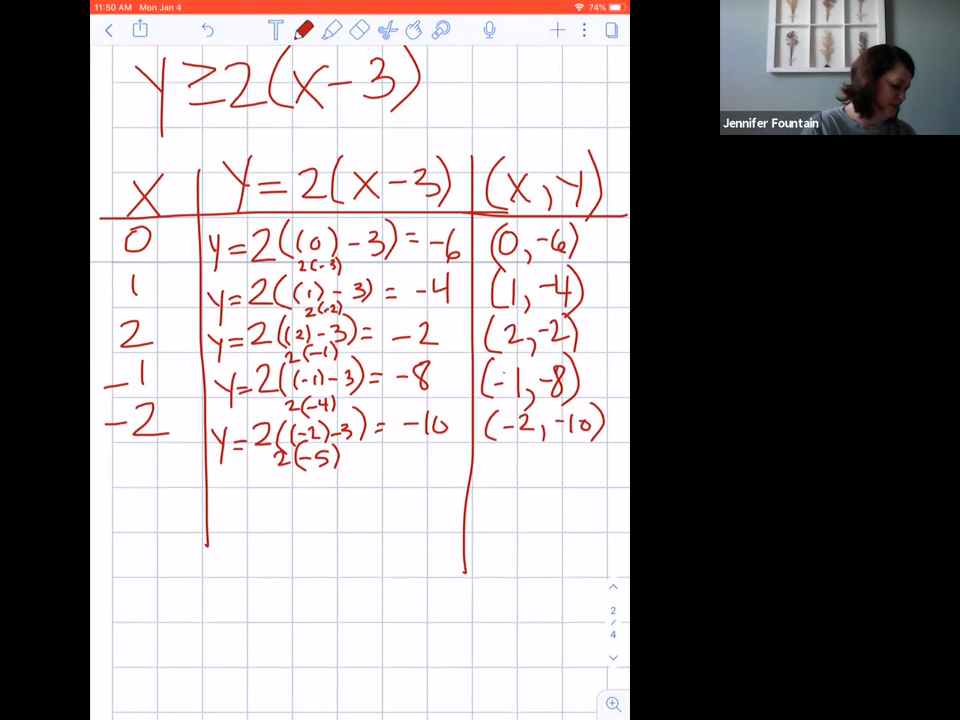 11:50 AM Mon Jan 4
74%
T
Jennifer Fountain
Y ≥ 2(X-3)
X | Y = 2(X-3) | (X, Y)
0 | y = 2((0)-3) = -6 | (0, -6)
2(-3)
1 | y = 2((1)-3) = -4 | (1, -4)
2(-2)
2 | y = 2((2)-3) = -2 | (2, -2)
2(-1)
-1 | y = 2((-1)-3) = -8 | (-1, -8)
2(-4)
-2 | y = 2((-2)-3) = -10 | (-2, -10)
2(-5)
2
/
4